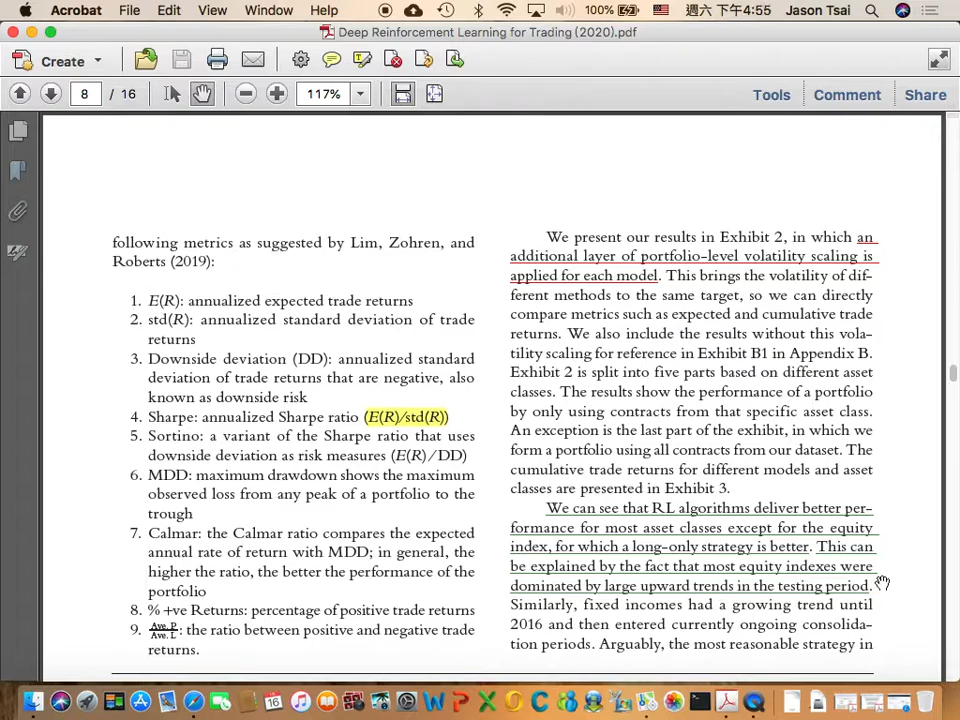 Acrobat File Edit View Window Help 100% 週六 下午4:55 Jason Tsai
Deep Reinforcement Learning for Trading (2020).pdf
Create
8 / 16 117% Tools Comment Share
following metrics as suggested by Lim, Zohren, and
Roberts (2019):
1. E(R): annualized expected trade returns
2. std(R): annualized standard deviation of trade
returns
3. Downside deviation (DD): annualized standard
deviation of trade returns that are negative, also
known as downside risk
4. Sharpe: annualized Sharpe ratio (E(R)/std(R))
5. Sortino: a variant of the Sharpe ratio that uses
downside deviation as risk measures (E(R)/DD)
6. MDD: maximum drawdown shows the maximum
observed loss from any peak of a portfolio to the
trough
7. Calmar: the Calmar ratio compares the expected
annual rate of return with MDD; in general, the
higher the ratio, the better the performance of the
portfolio
8. % +ve Returns: percentage of positive trade returns
9. Ave. P / Ave. L: the ratio between positive and negative trade
returns.
We present our results in Exhibit 2, in which an
additional layer of portfolio-level volatility scaling is
applied for each model. This brings the volatility of dif-
ferent methods to the same target, so we can directly
compare metrics such as expected and cumulative trade
returns. We also include the results without this vola-
tility scaling for reference in Exhibit B1 in Appendix B.
Exhibit 2 is split into five parts based on different asset
classes. The results show the performance of a portfolio
by only using contracts from that specific asset class.
An exception is the last part of the exhibit, in which we
form a portfolio using all contracts from our dataset. The
cumulative trade returns for different models and asset
classes are presented in Exhibit 3.
We can see that RL algorithms deliver better per-
formance for most asset classes except for the equity
index, for which a long-only strategy is better. This can
be explained by the fact that most equity indexes were
dominated by large upward trends in the testing period.
Similarly, fixed incomes had a growing trend until
2016 and then entered currently ongoing consolida-
tion periods. Arguably, the most reasonable strategy in